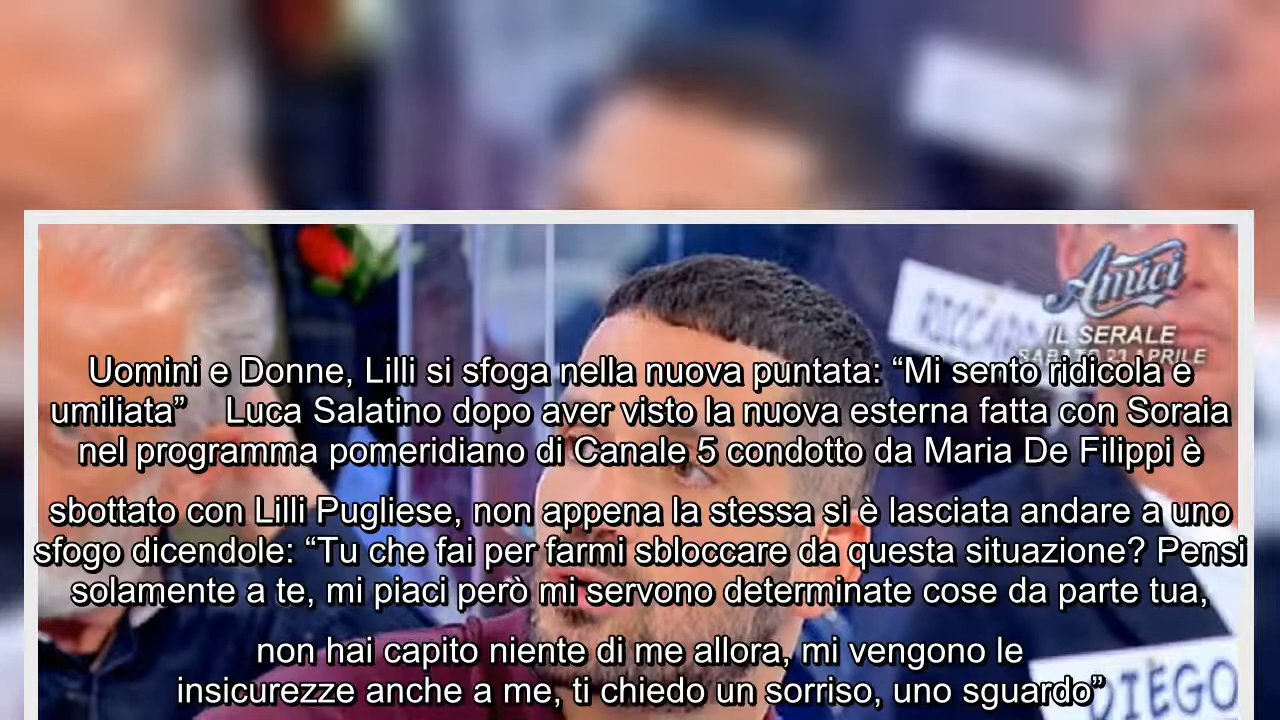 Amici
IL SERALE
SABATO 23 APRILE
Uomini e Donne, Lilli si sfoga nella nuova puntata: “Mi sento ridicola e
umiliata” Luca Salatino dopo aver visto la nuova esterna fatta con Soraia
nel programma pomeridiano di Canale 5 condotto da Maria De Filippi è
sbottato con Lilli Pugliese, non appena la stessa si è lasciata andare a uno
sfogo dicendole: “Tu che fai per farmi sbloccare da questa situazione? Pensi
solamente a te, mi piaci però mi servono determinate cose da parte tua,
non hai capito niente di me allora, mi vengono le
insicurezze anche a me, ti chiedo un sorriso, uno sguardo”
DIEGO